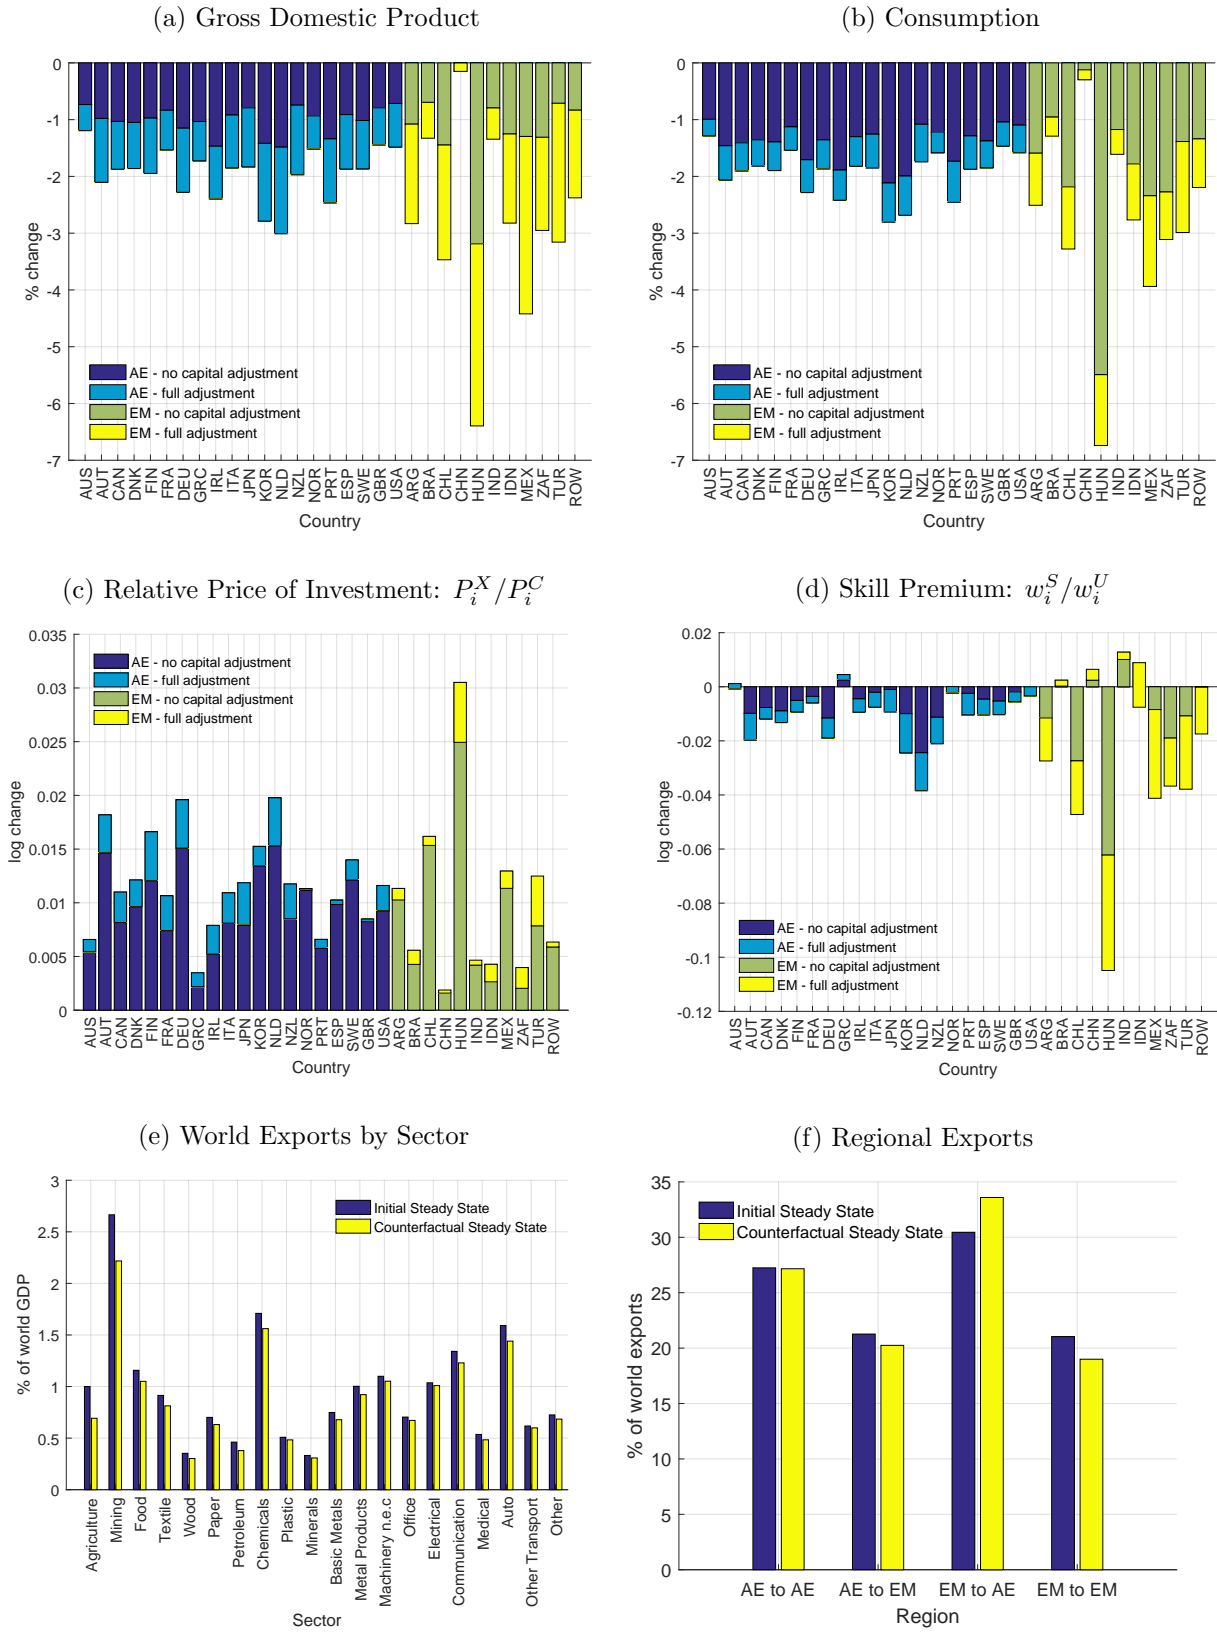 (a) Gross Domestic Product
0
-1
-2
-3
-4
-5
-6
-7
% change
AE - no capital adjustment
AE - full adjustment
EM - no capital adjustment
EM - full adjustment
AUS AUT CAN DNK FIN FRA DEU GRC IRL ITA JPN KOR NLD NZL NOR PRT ESP SWE GBR USA ARG BRA CHL CHN HUN IND IDN MEX ZAF TUR ROW
Country
(b) Consumption
0
-1
-2
-3
-4
-5
-6
-7
% change
AE - no capital adjustment
AE - full adjustment
EM - no capital adjustment
EM - full adjustment
AUS AUT CAN DNK FIN FRA DEU GRC IRL ITA JPN KOR NLD NZL NOR PRT ESP SWE GBR USA ARG BRA CHL CHN HUN IND IDN MEX ZAF TUR ROW
Country
(c) Relative Price of Investment: P_i^X/P_i^C
0.035
0.03
0.025
0.02
0.015
0.01
0.005
0
log change
AE - no capital adjustment
AE - full adjustment
EM - no capital adjustment
EM - full adjustment
AUS AUT CAN DNK FIN FRA DEU GRC IRL ITA JPN KOR NLD NZL NOR PRT ESP SWE GBR USA ARG BRA CHL CHN HUN IND IDN MEX ZAF TUR ROW
Country
(d) Skill Premium: w_i^S/w_i^U
0.02
0
-0.02
-0.04
-0.06
-0.08
-0.1
-0.12
log change
AE - no capital adjustment
AE - full adjustment
EM - no capital adjustment
EM - full adjustment
AUS AUT CAN DNK FIN FRA DEU GRC IRL ITA JPN KOR NLD NZL NOR PRT ESP SWE GBR USA ARG BRA CHL CHN HUN IND IDN MEX ZAF TUR ROW
Country
(e) World Exports by Sector
3
2.5
2
1.5
1
0.5
0
% of world GDP
Initial Steady State
Counterfactual Steady State
Agriculture Mining Food Textile Wood Paper Petroleum Chemicals Plastic Minerals Basic Metals Metal Products Machinery n.e.c Office Electrical Communication Medical Auto Other Transport Other
Sector
(f) Regional Exports
35
30
25
20
15
10
5
0
% of world exports
Initial Steady State
Counterfactual Steady State
AE to AE AE to EM EM to AE EM to EM
Region